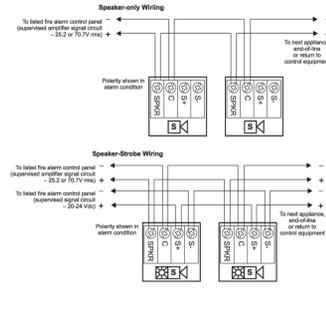 Speaker-only Wiring
To listed fire alarm control panel
(supervised amplifier signal circuit
– 25.2 or 70.7V rms)
–
+
–
+
To next appliance,
end-of-line
or return to
control equipment
Polarity shown in
alarm condition
SPKR
C
S+
S-
SPKR
C
S+
S-
S
S
Speaker-Strobe Wiring
To listed fire alarm control panel
(supervised amplifier signal circuit
– 25.2 or 70.7V rms)
–
+
–
+
To listed fire alarm control panel
(supervised signal circuit
– 20-24 Vdc)
–
+
–
+
To next appliance,
end-of-line
or return to
control equipment
Polarity shown in
alarm condition
SPKR
C
S+
S-
SPKR
C
S+
S-
S
S